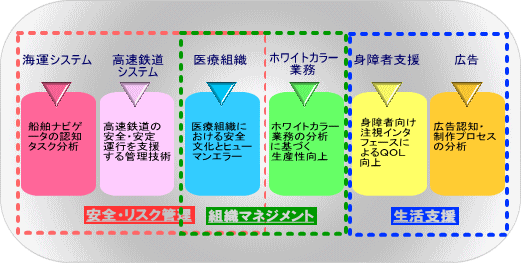 海運システム
高速鉄道
システム
医療組織
ホワイトカラー
業務
身障者支援
広告
船舶ナビゲ
ータの認知
タスク分析
高速鉄道の
安全・安定
運行を支援
する管理技術
医療組織に
おける安全
文化とヒュー
マンエラー
ホワイトカラー
業務の分析
に基づく
生産性向上
身障者向け
注視インタ
フェースに
よるQOL
向上
広告認知・
制作プロセス
の分析
安全・リスク管理
組織マネジメント
生活支援